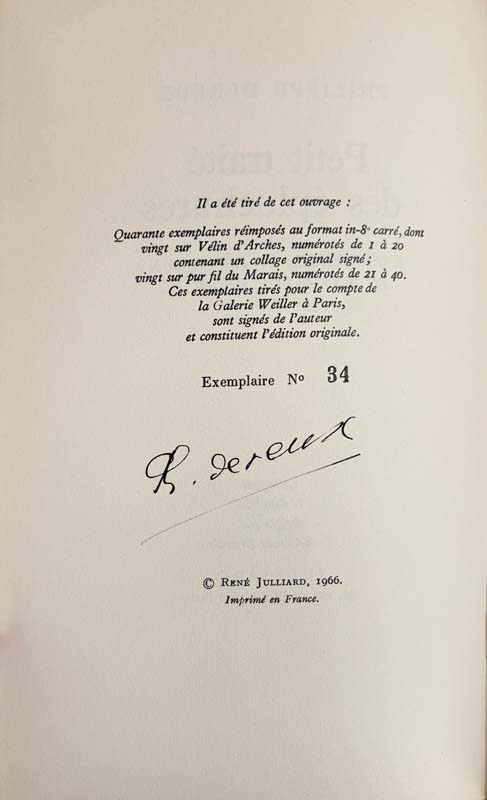 Il a été tiré de cet ouvrage :
Quarante exemplaires réimposés au format in-8° carré, dont
vingt sur Vélin d'Arches, numérotés de 1 à 20
contenant un collage original signé ;
vingt sur pur fil du Marais, numérotés de 21 à 40.
Ces exemplaires tirés pour le compte de
la Galerie Weiller à Paris,
sont signés de l'auteur
et constituent l'édition originale.
Exemplaire No 34
Ph. dereux
© René Julliard, 1966.
Imprimé en France.